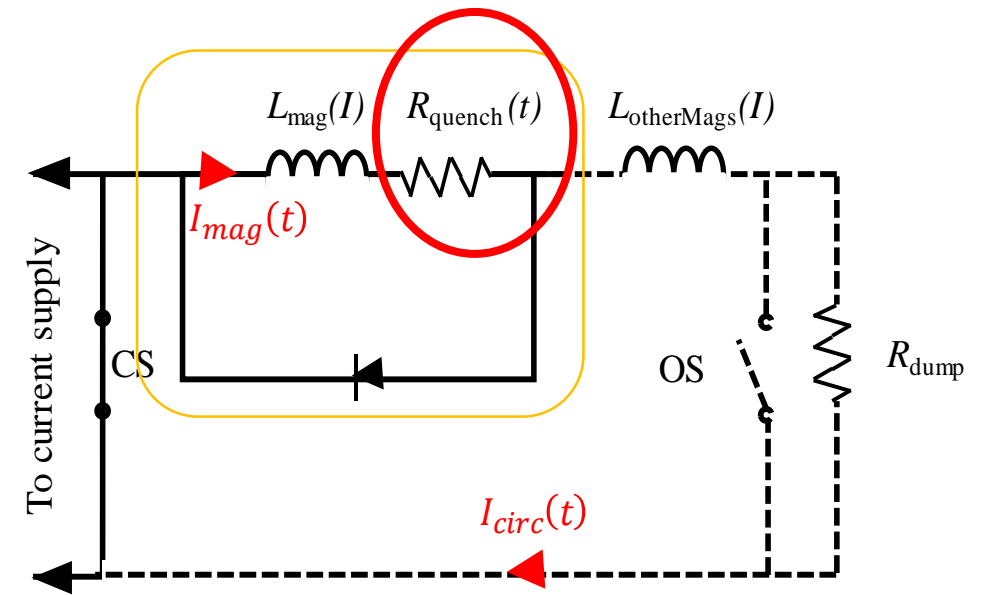 L_mag(I)
R_quench(t)
L_otherMags(I)
I_mag(t)
To current supply
CS
OS
R_dump
I_circ(t)